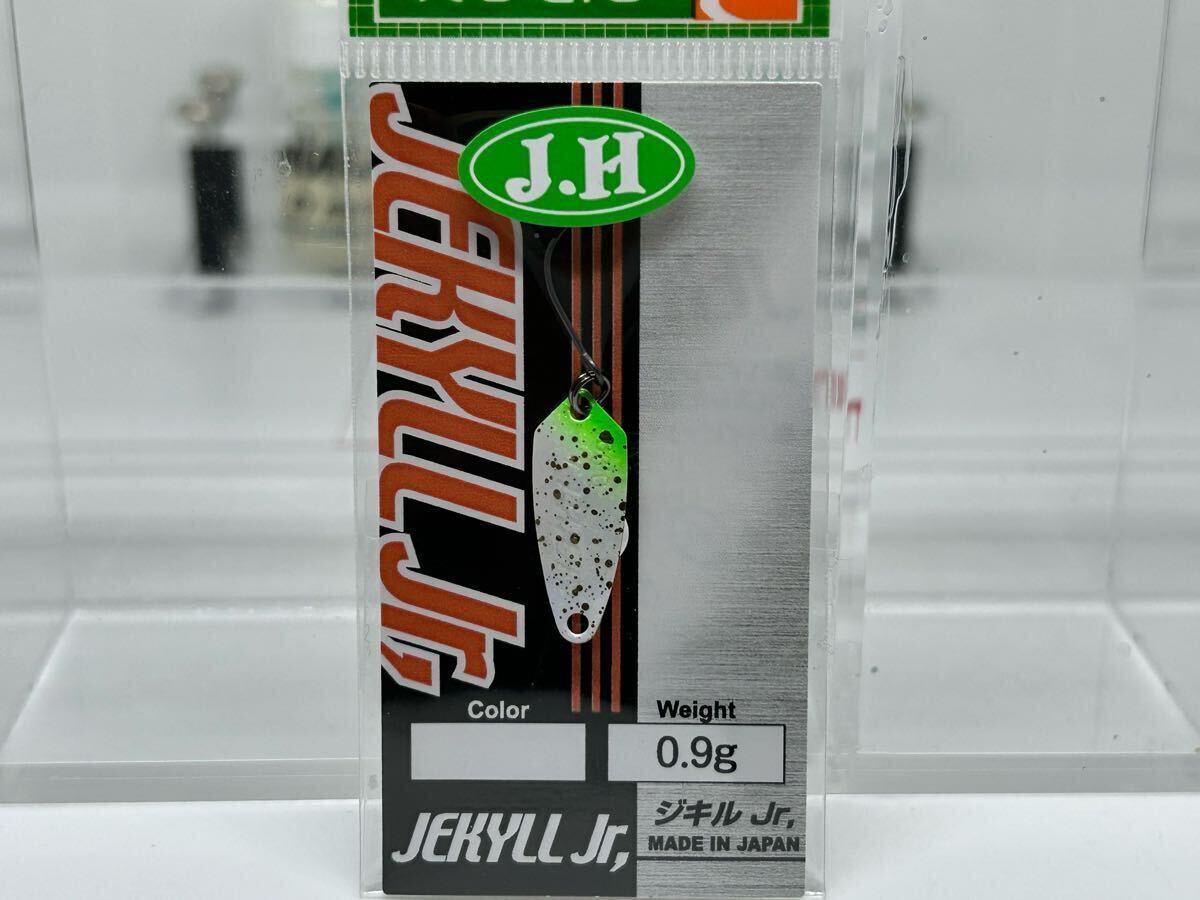 J.H
JEKYLL Jr,
Color
Weight
0.9g
JEKYLL Jr,
ジキル Jr,
MADE IN JAPAN